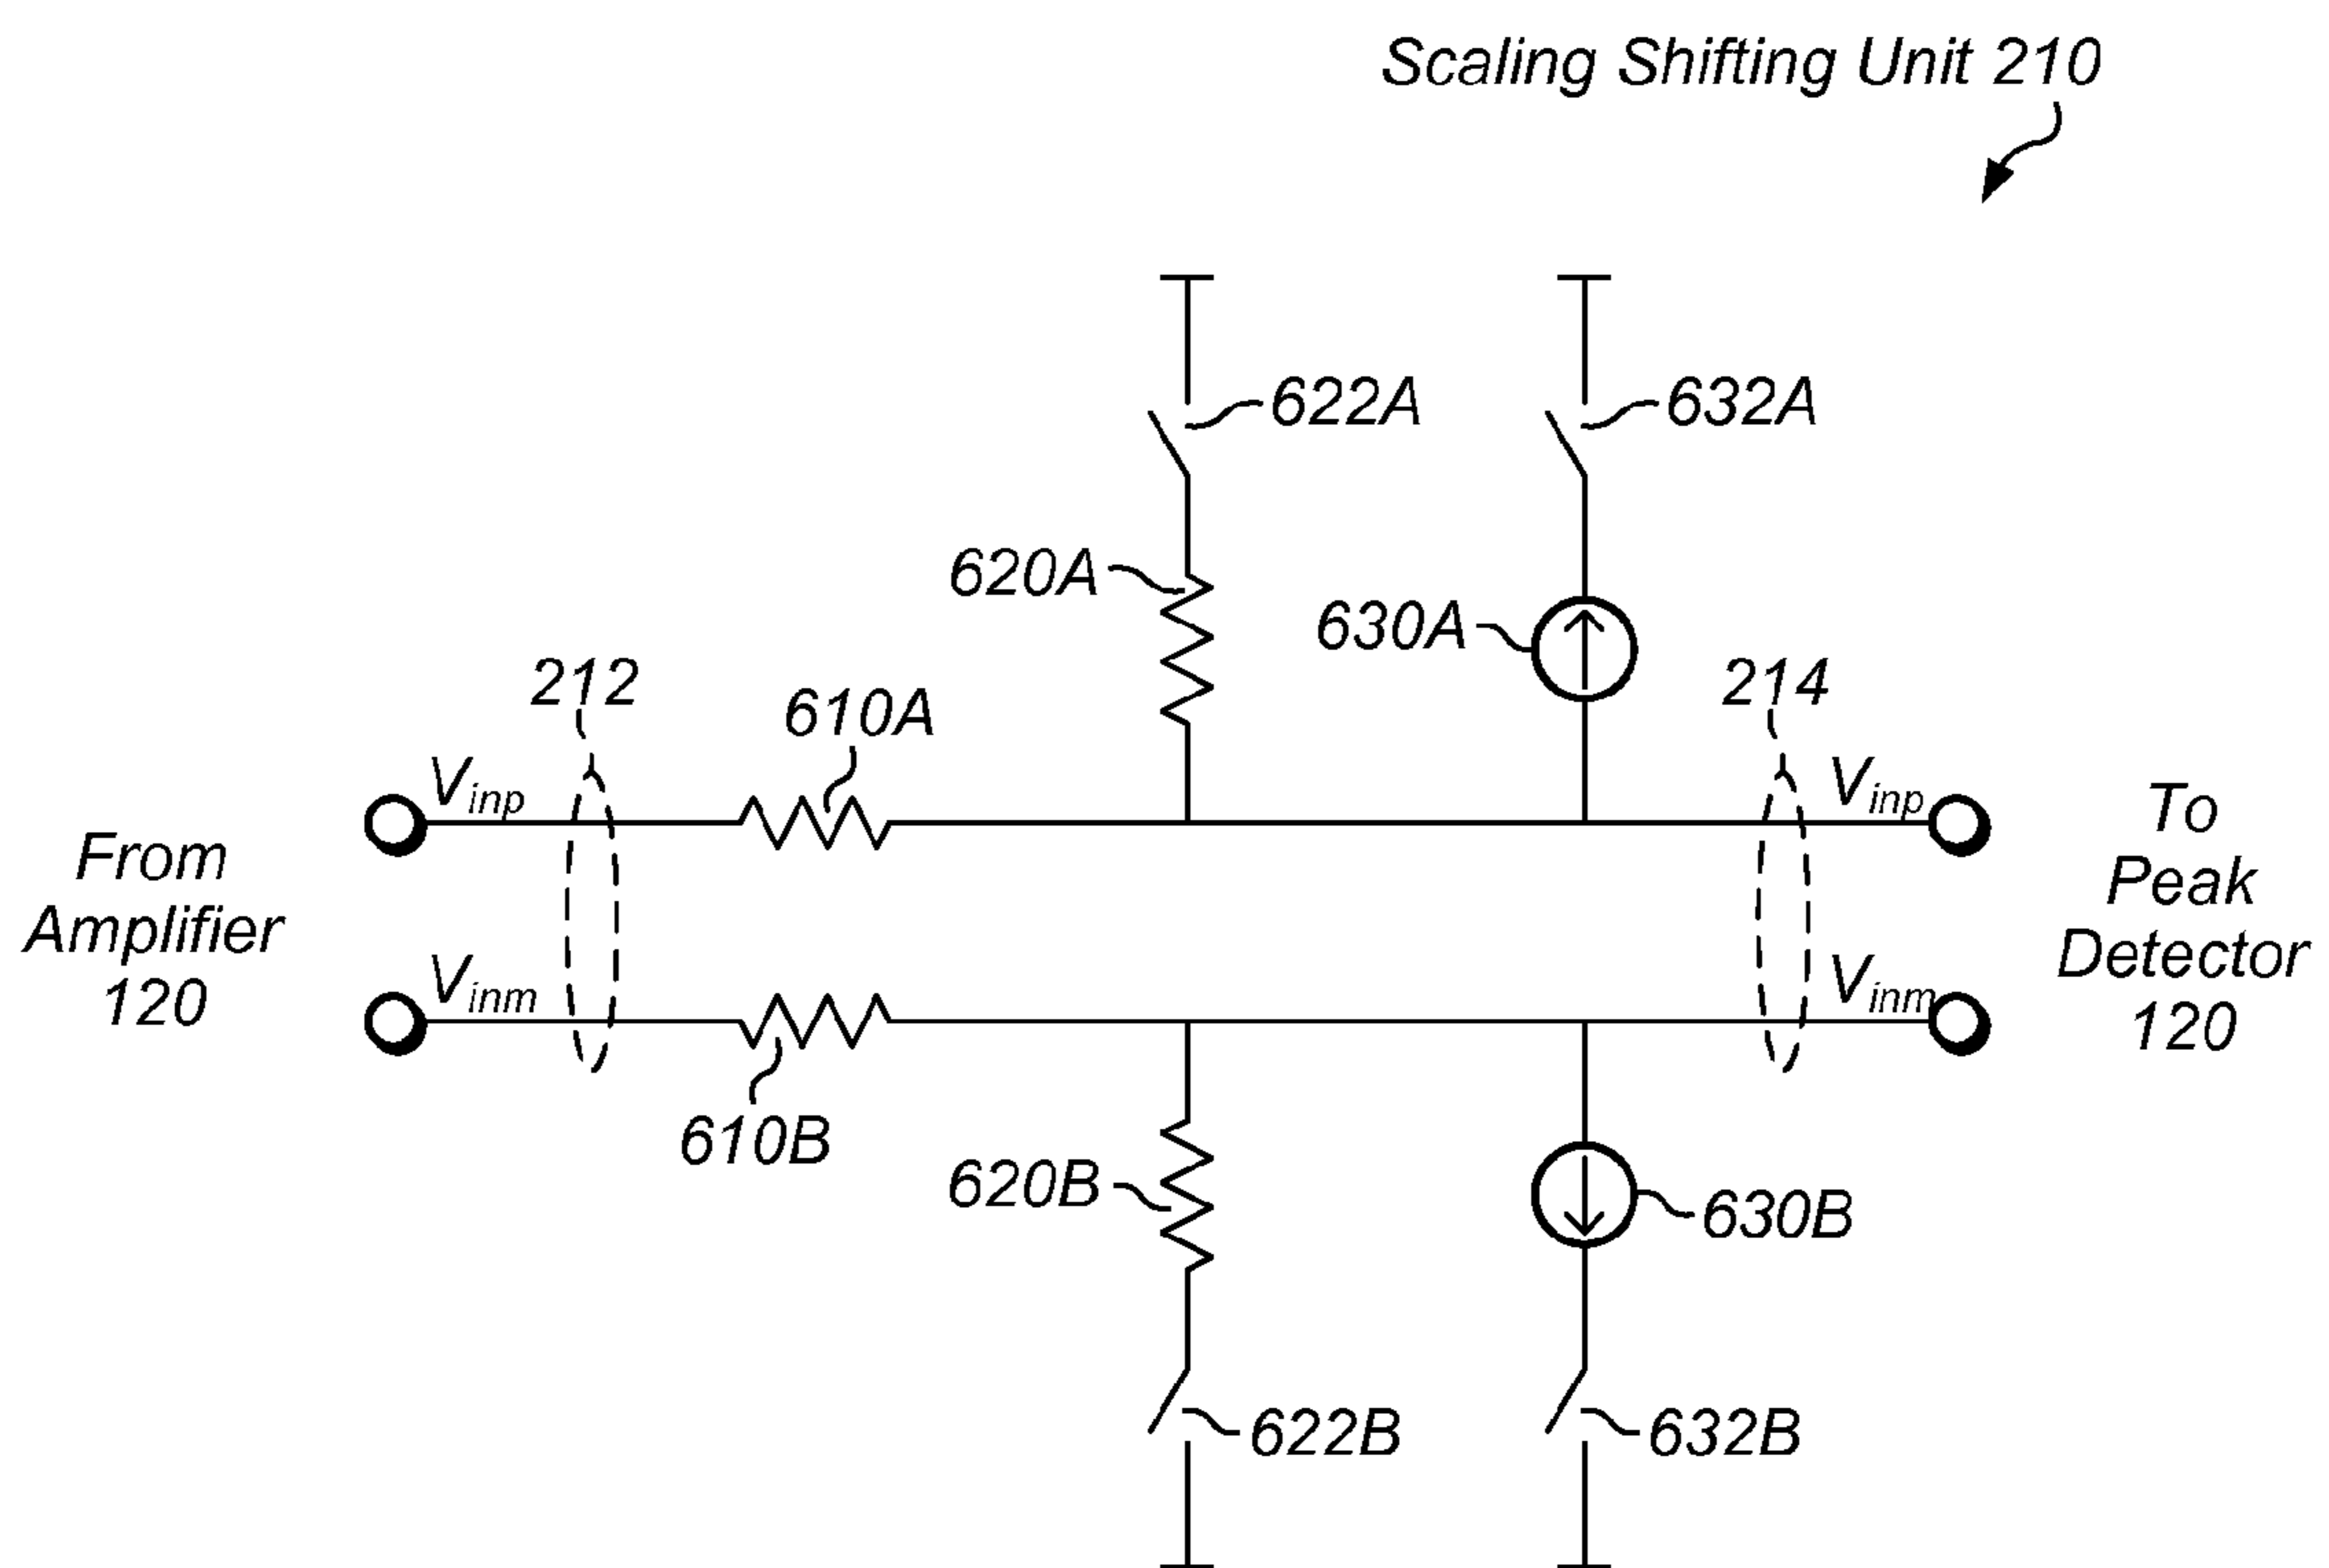 Scaling Shifting Unit 210
622A
632A
620A
630A
212
214
610A
Vinp
Vinp
From
Amplifier
120
To
Peak
Detector
120
Vinm
Vinm
610B
620B
630B
622B
632B